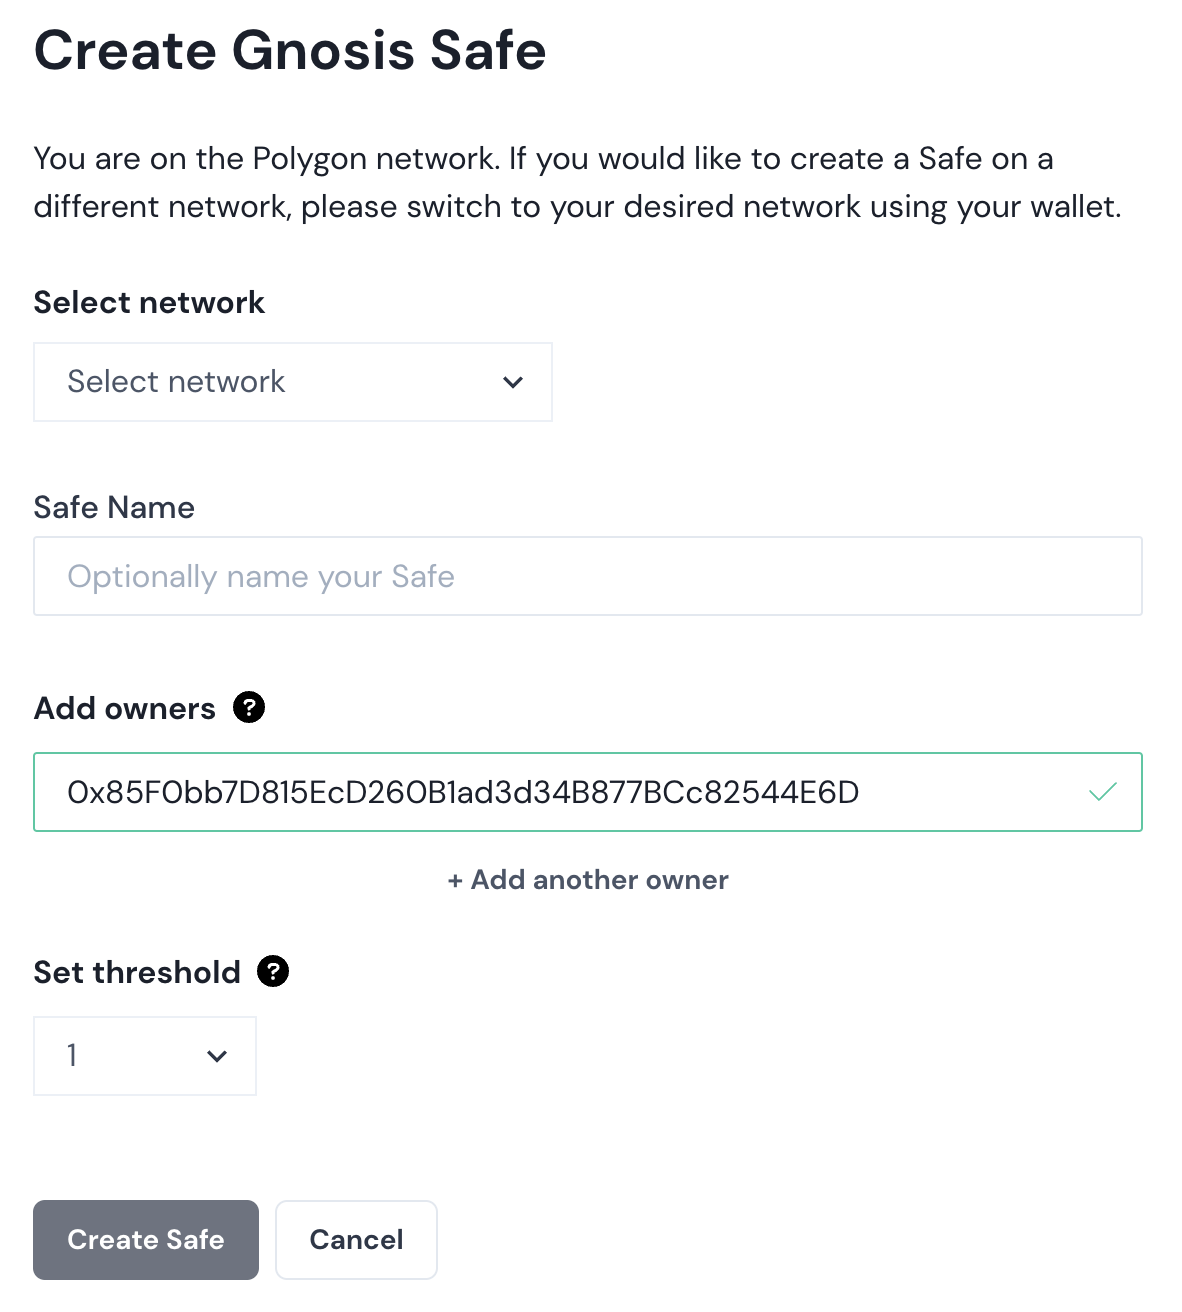 Create Gnosis Safe
You are on the Polygon network. If you would like to create a Safe on a
different network, please switch to your desired network using your wallet.
Select network
Select network
Safe Name
Optionally name your Safe
Add owners ?
0x85F0bb7D815EcD260B1ad3d34B877BCc82544E6D
+ Add another owner
Set threshold ?
1
Create Safe Cancel